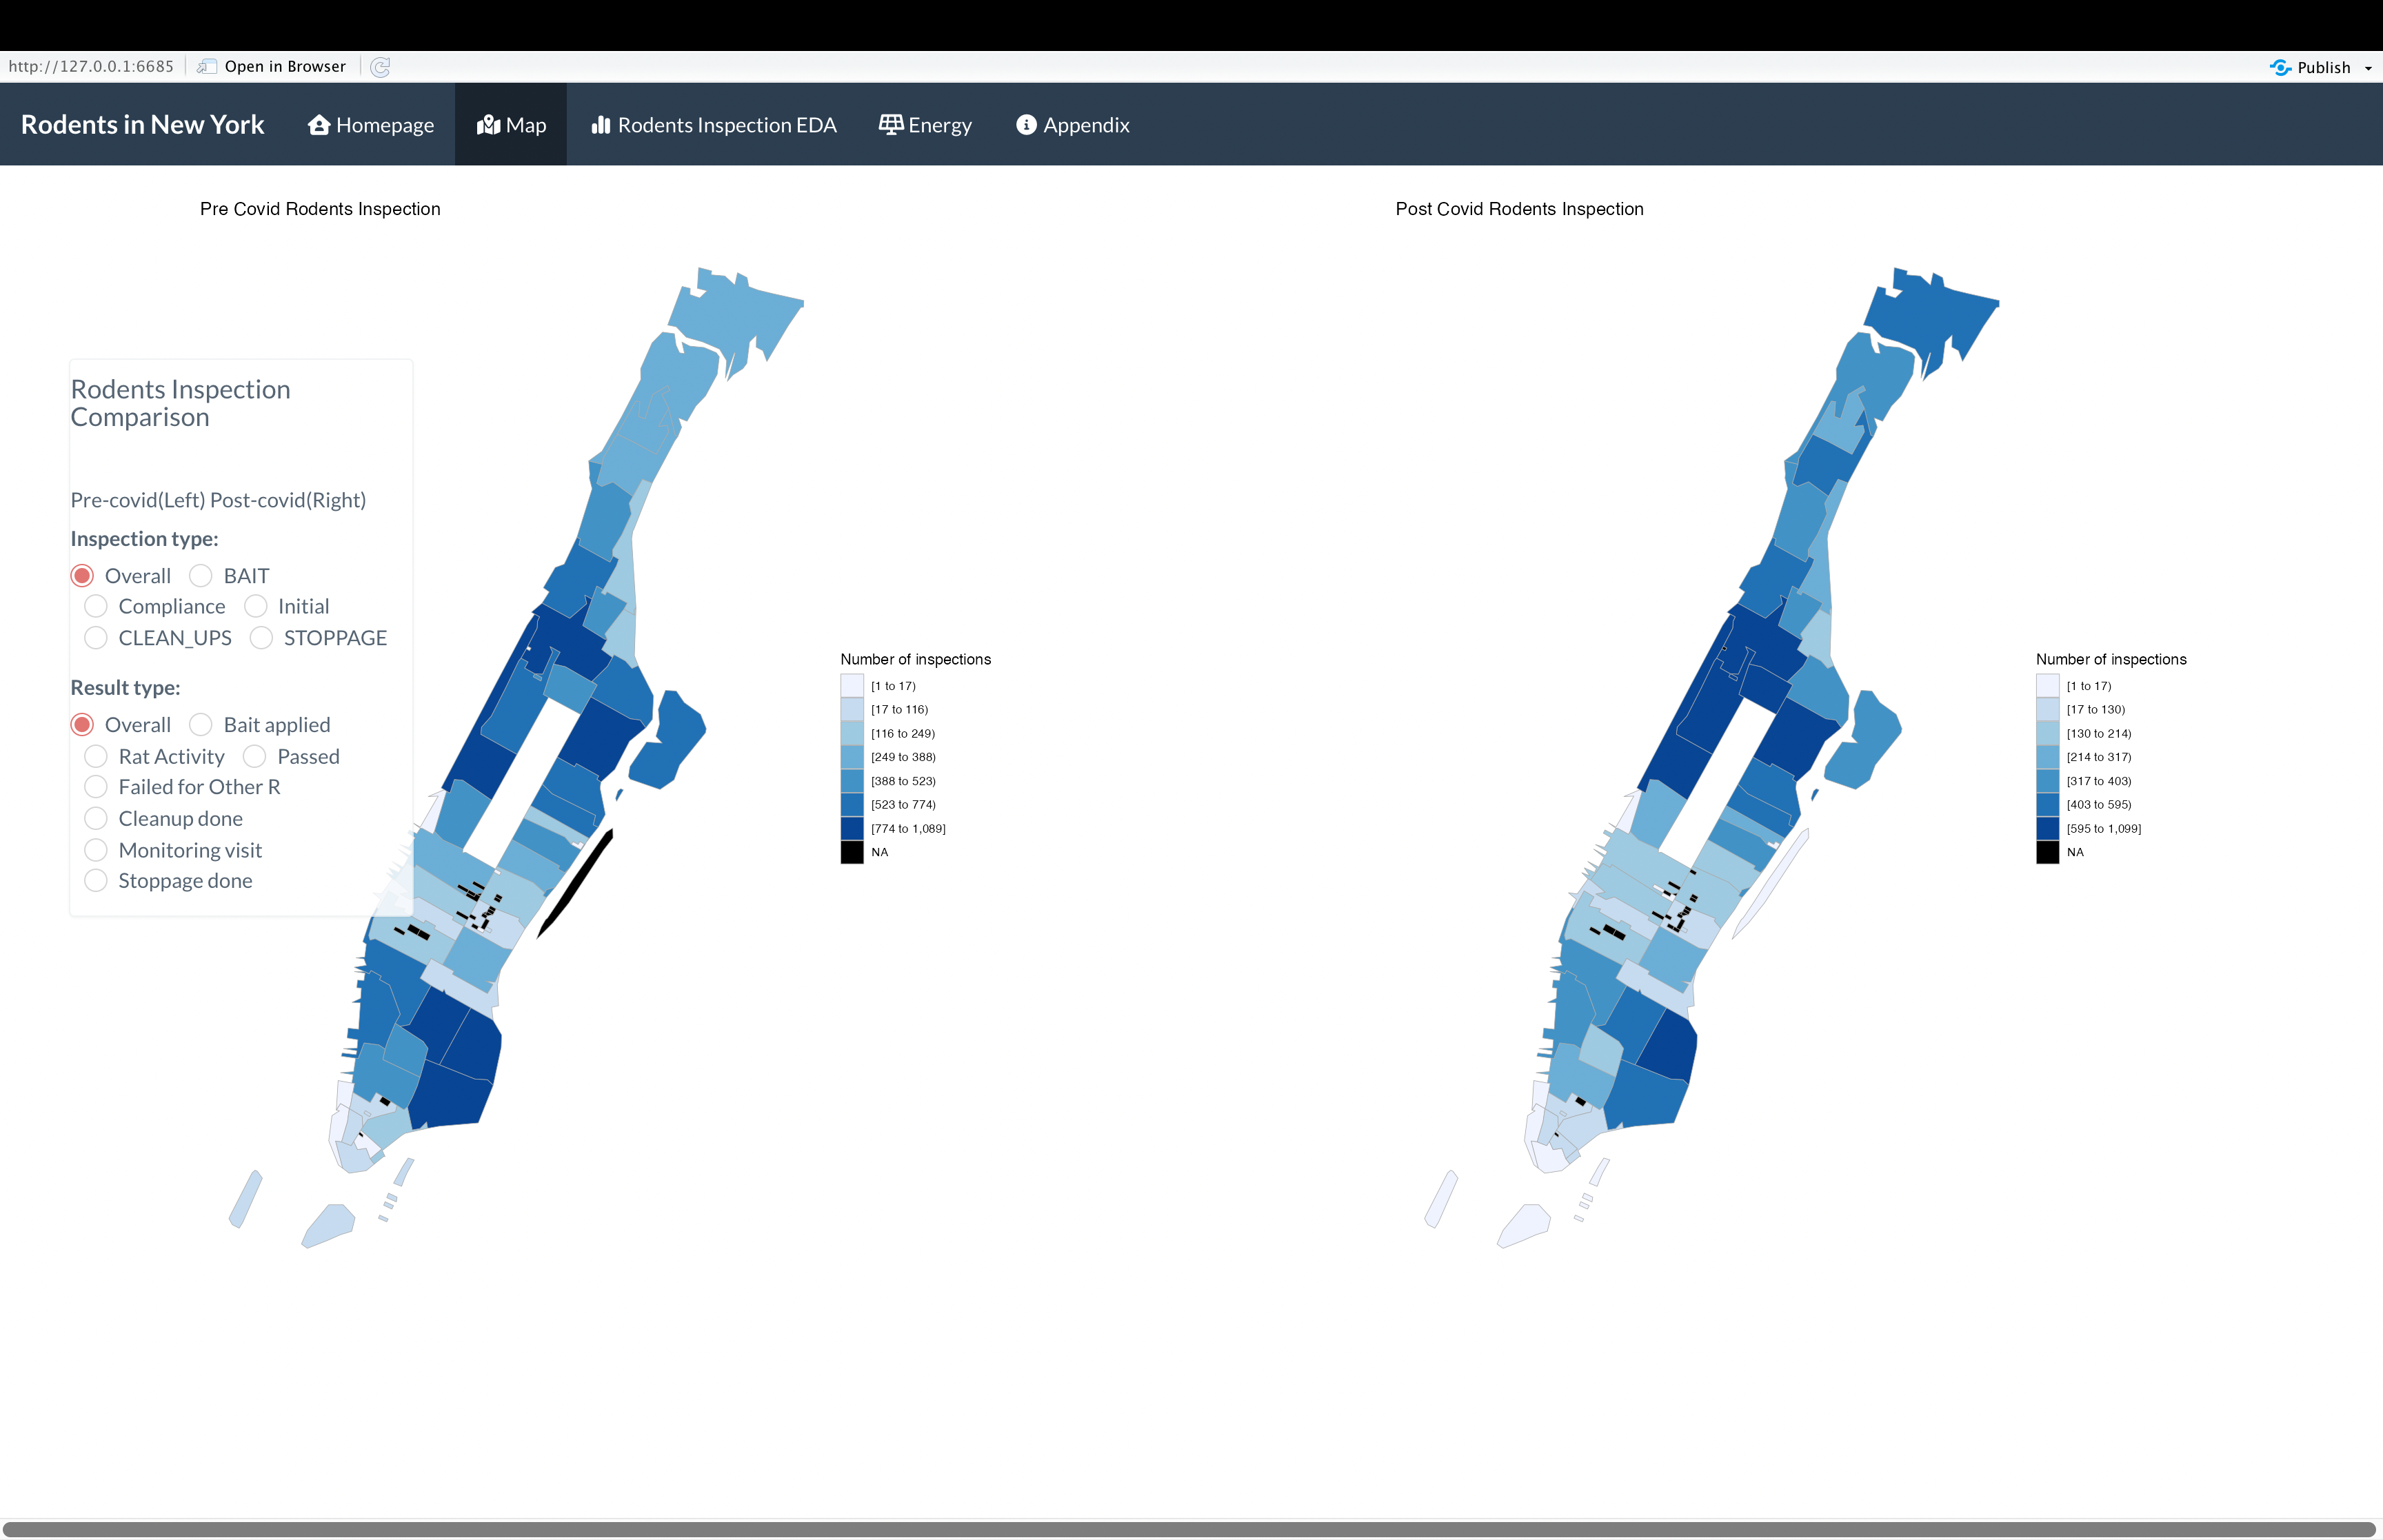 http://127.0.0.1:6685 Open in Browser Publish
Rodents in New York Homepage Map Rodents Inspection EDA Energy Appendix
Pre Covid Rodents Inspection
Post Covid Rodents Inspection
Rodents Inspection
Comparison
Pre-covid(Left) Post-covid(Right)
Inspection type:
Overall BAIT
Compliance Initial
CLEAN_UPS STOPPAGE
Result type:
Overall Bait applied
Rat Activity Passed
Failed for Other R
Cleanup done
Monitoring visit
Stoppage done
Number of inspections
[1 to 17)
[17 to 116)
[116 to 249)
[249 to 388)
[388 to 523)
[523 to 774)
[774 to 1,089]
NA
Number of inspections
[1 to 17)
[17 to 130)
[130 to 214)
[214 to 317)
[317 to 403)
[403 to 595)
[595 to 1,099]
NA